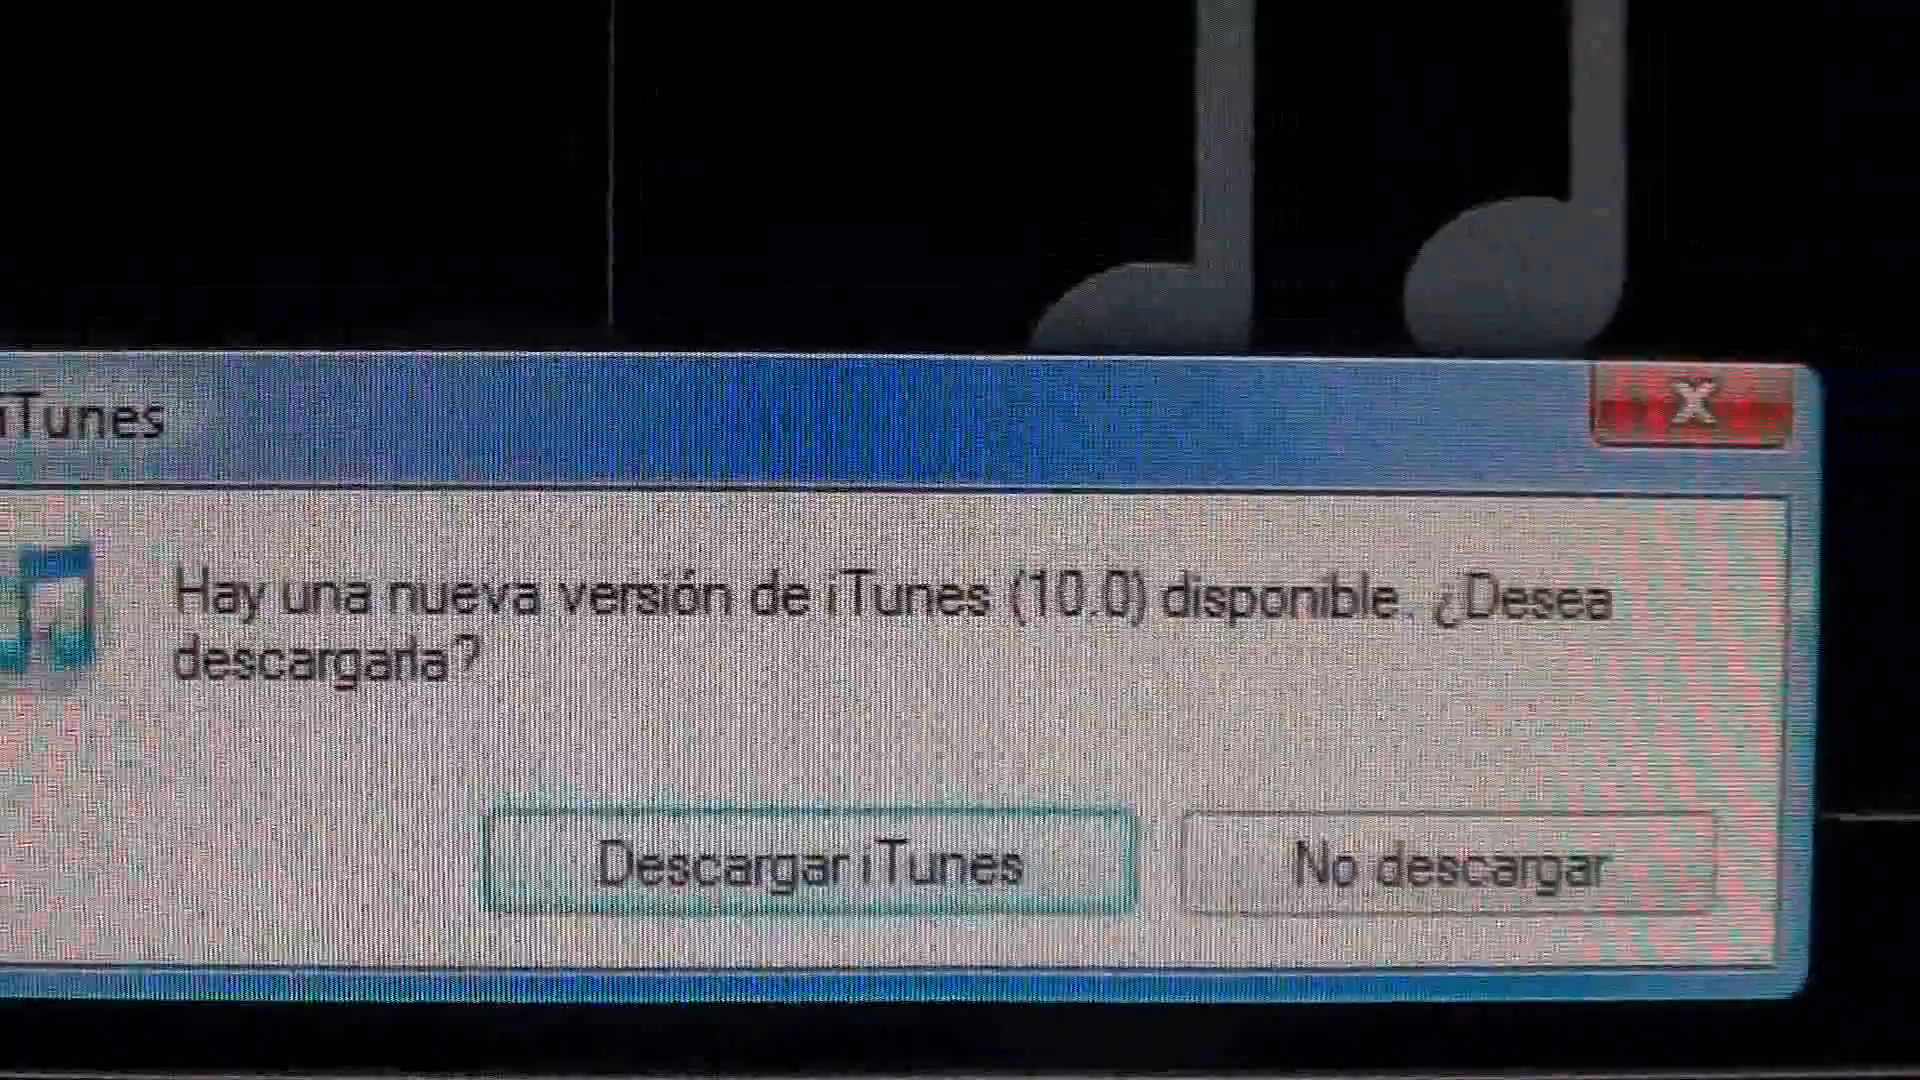 iTunes
Hay una nueva versión de iTunes (10.0) disponible. ¿Desea
descargarla?
Descargar iTunes
No descargar